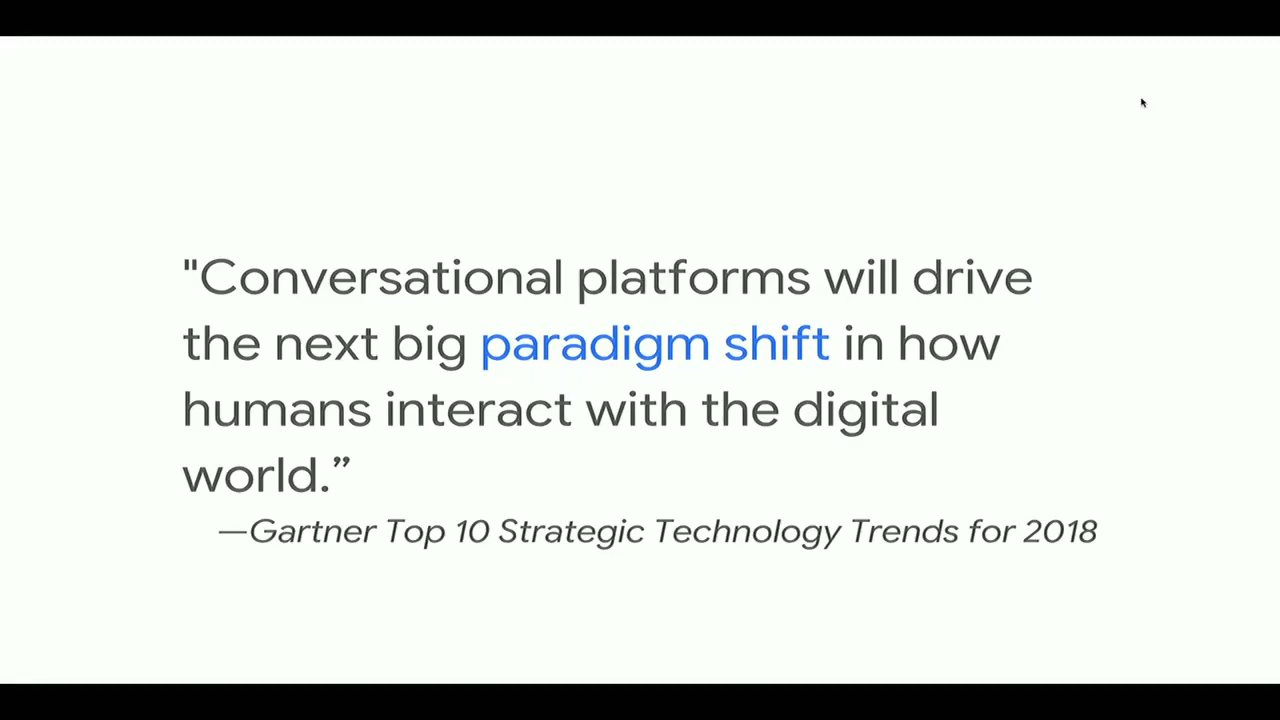 "Conversational platforms will drive
the next big paradigm shift in how
humans interact with the digital
world.”
—Gartner Top 10 Strategic Technology Trends for 2018